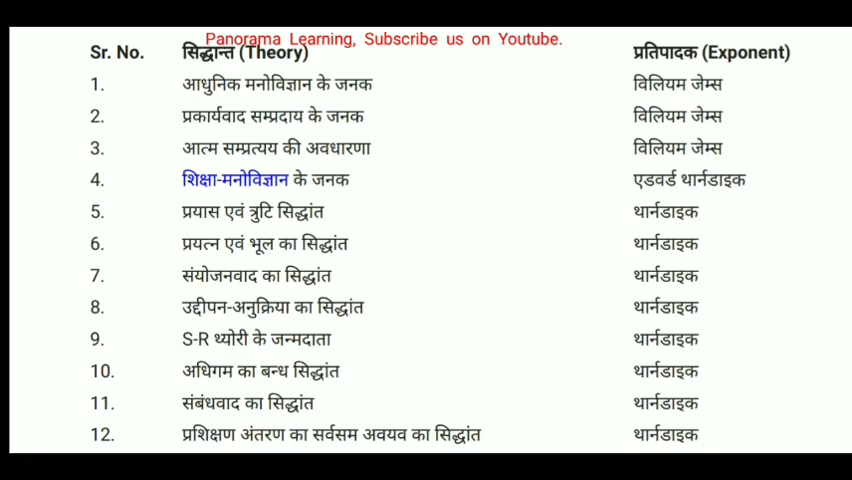 Panorama Learning, Subscribe us on Youtube.
Sr. No. सिद्धान्त (Theory) प्रतिपादक (Exponent)
1. आधुनिक मनोविज्ञान के जनक विलियम जेम्स
2. प्रकार्यवाद सम्प्रदाय के जनक विलियम जेम्स
3. आत्म सम्प्रत्यय की अवधारणा विलियम जेम्स
4. शिक्षा-मनोविज्ञान के जनक एडवर्ड थार्नडाइक
5. प्रयास एवं त्रुटि सिद्धांत थार्नडाइक
6. प्रयत्न एवं भूल का सिद्धांत थार्नडाइक
7. संयोजनवाद का सिद्धांत थार्नडाइक
8. उद्दीपन-अनुक्रिया का सिद्धांत थार्नडाइक
9. S-R थ्योरी के जन्मदाता थार्नडाइक
10. अधिगम का बन्ध सिद्धांत थार्नडाइक
11. संबंधवाद का सिद्धांत थार्नडाइक
12. प्रशिक्षण अंतरण का सर्वसम अवयव का सिद्धांत थार्नडाइक